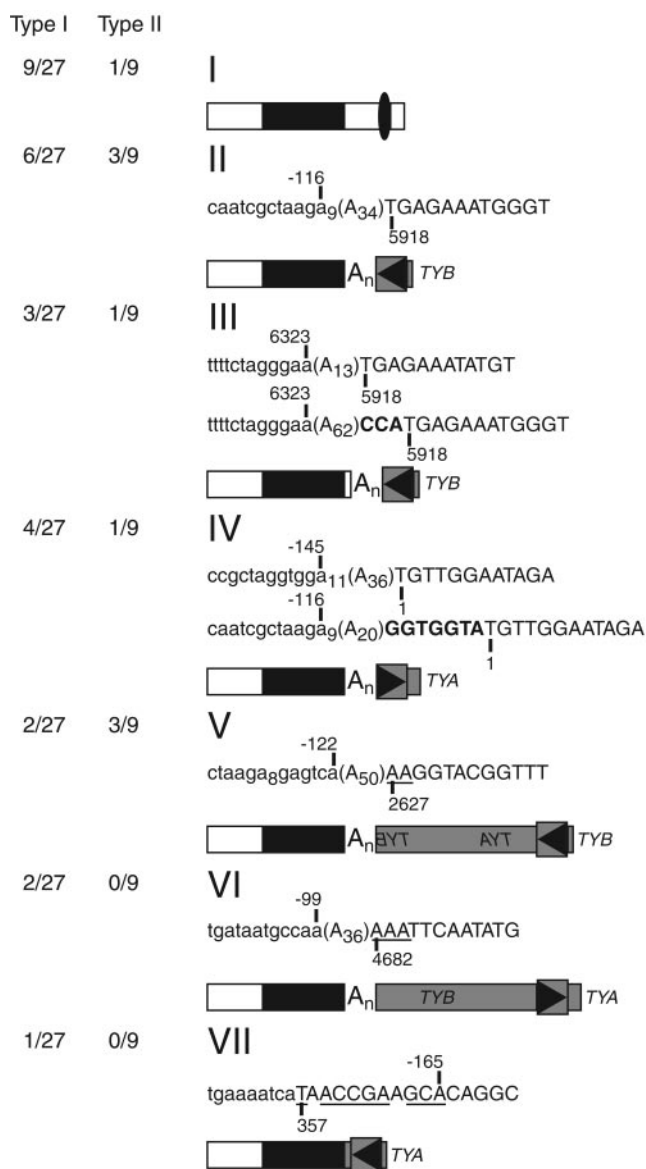 Type I Type II
9/27 1/9 I
6/27 3/9 II
-116
caatcgctaaga9(A34)TGAGAAATGGGT
5918
An TYB
3/27 1/9 III
6323
ttttctagggaa(A13)TGAGAAATATGT
6323 5918
ttttctagggaa(A62)CCATGAGAAATGGGT
5918
An TYB
4/27 1/9 IV
-145
ccgctaggtgga11(A36)TGTTGGAATAGA
-116 1
caatcgctaaga9(A20)GGTGGTATGTTGGAATAGA
1
An TYA
2/27 3/9 V
-122
ctaaga8gagtca(A50)AAGGTACGGTTT
2627
An TYB TYA TYB
2/27 0/9 VI
-99
tgataatgccaa(A36)AAATTCAATATG
4682
An TYB TYA
1/27 0/9 VII
-165
tgaaaatcaTAACCGAAGCACAGGC
357
TYA